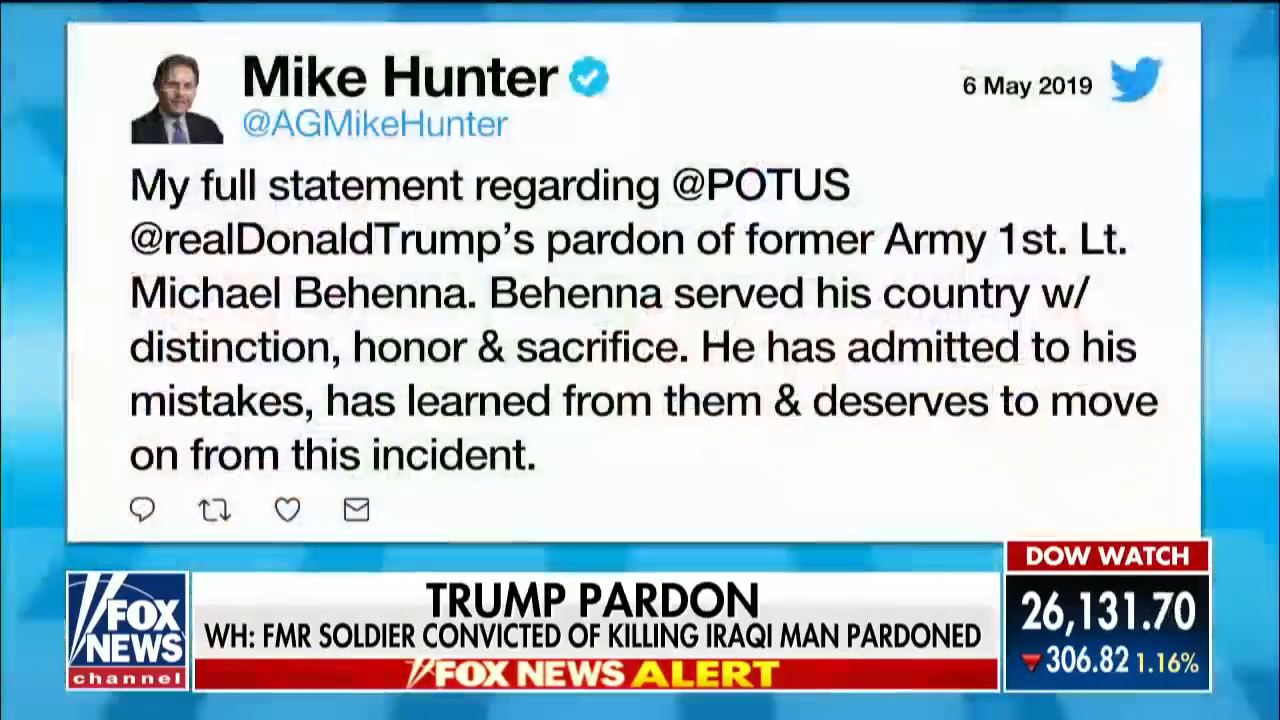 Mike Hunter
@AGMikeHunter
6 May 2019
My full statement regarding @POTUS
@realDonaldTrump’s pardon of former Army 1st. Lt.
Michael Behenna. Behenna served his country w/
distinction, honor & sacrifice. He has admitted to his
mistakes, has learned from them & deserves to move
on from this incident.
DOW WATCH
26,131.70
306.82 1.16%
FOX
NEWS
channel
TRUMP PARDON
WH: FMR SOLDIER CONVICTED OF KILLING IRAQI MAN PARDONED
FOX NEWS ALERT